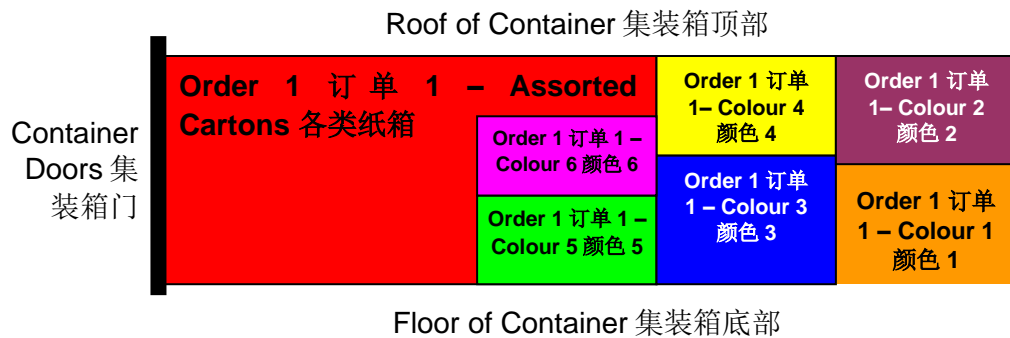 Roof of Container 集装箱顶部
Container
Doors 集
装箱门
Order 1 订单 1 – Assorted
Cartons 各类纸箱
Order 1 订单 1 –
Colour 6 颜色 6
Order 1 订单 1 –
Colour 5 颜色 5
Order 1 订单
1– Colour 4
颜色 4
Order 1 订单
1 – Colour 3
颜色 3
Order 1 订单
1– Colour 2
颜色 2
Order 1 订单
1 – Colour 1
颜色 1
Floor of Container 集装箱底部